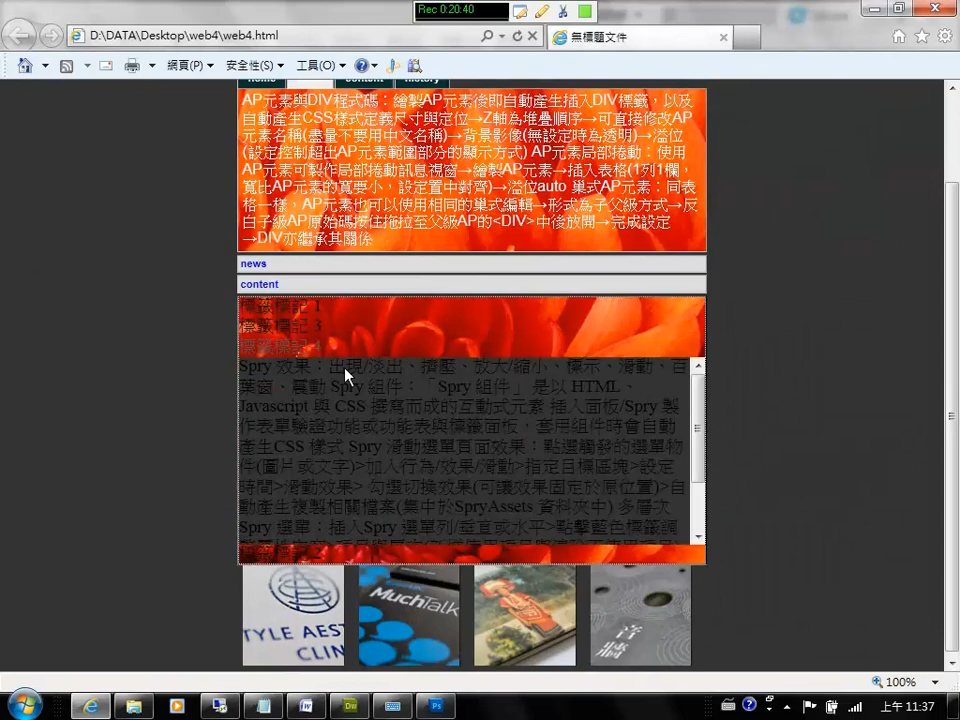 Rec 0:20:40
D:\DATA\Desktop\web4\web4.html
無標題文件
網頁(P)
安全性(S)
工具(O)
home
content
history
AP元素與DIV程式碼：繪製AP元素後即自動產生插入DIV標籤，以及
自動產生CSS樣式定義尺寸與定位→Z軸為堆疊順序→可直接修改AP
元素名稱(盡量不要用中文名稱)→背景影像(無設定時為透明)→溢位
(設定控制超出AP元素範圍部分的顯示方式) AP元素局部捲動：使用
AP元素可製作局部捲動訊息視窗→繪製AP元素→插入表格(1列1欄，
寬比AP元素的寬要小，設定置中對齊)→溢位auto 巢式AP元素：同表
格一樣，AP元素也可以使用相同的巢式編輯→形式為子父級方式→反
白子級AP原始碼按住拖拉至父級AP的<DIV>中後放開→完成設定
→DIV亦繼承其關係
news
content
標籤標記 1
標籤標記 3
標籤標記 4
Spry 效果：出現/淡出、擠壓、放大/縮小、標示、滑動、百
葉窗、震動 Spry 組件：「Spry 組件」是以 HTML、
Javascript 與 CSS 撰寫而成的互動式元素 插入面板/Spry 製
作表單驗證功能或功能表與標籤面板，套用組件時會自動
產生CSS 樣式 Spry 滑動選單頁面效果：點選觸發的選單物
件(圖片或文字)>加入行為/效果/滑動>指定目標區塊>設定
時間>滑動效果> 勾選切換效果(可讓效果固定於原位置)>自
動產生複製相關檔案(集中於SpryAssets 資料夾中) 多層次
Spry 選單：插入Spry 選單列/垂直或水平>點擊藍色標籤調
標籤標記 2
TYLE AEST
CLIN
MuchTalk
100%
上午 11:37